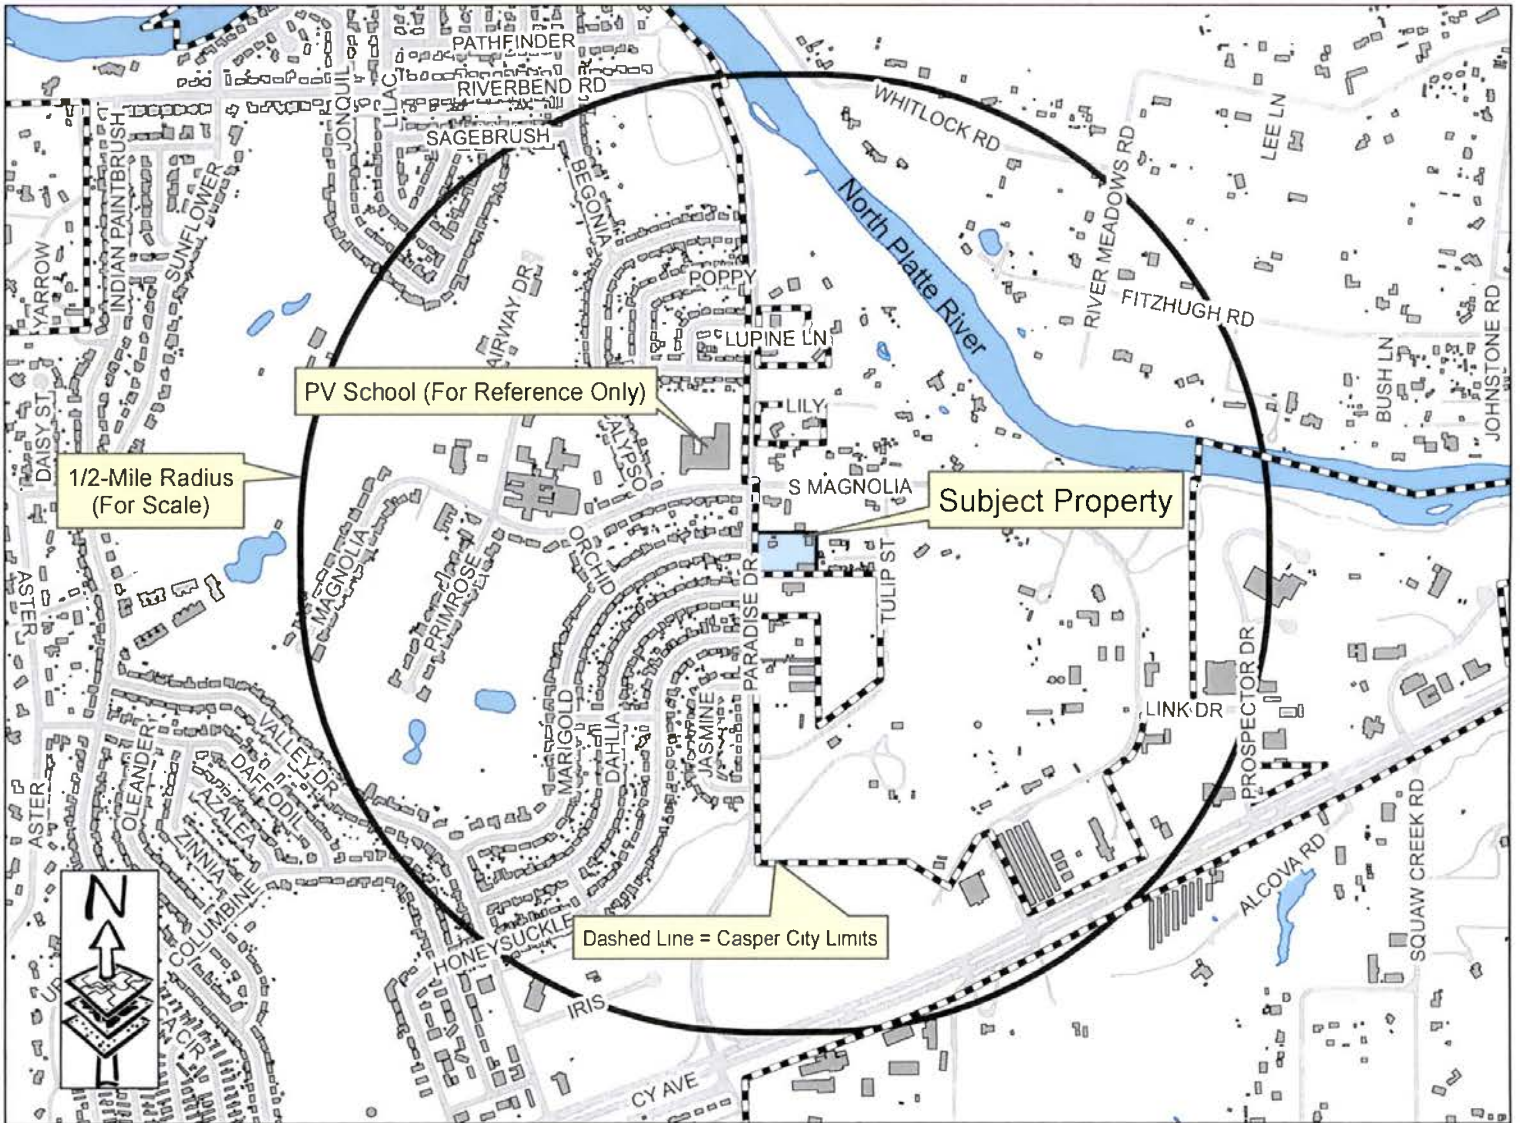 PATHFINDER
RIVERBEND RD
JONQUIL
LILAC
SAGEBRUSH
WHITLOCK RD
LEE LN
INDIAN PAINTBRUSH
BEGONIA
RIVER MEADOWS RD
SUNFLOWER
YARROW
North Platte River
POPPY
AIRWAY DR
FITZHUGH RD
JOHNSTONE RD
LUPINE LN
BUSH LN
PV School (For Reference Only)
DAISY ST
LILY
ALYPSO
1/2-Mile Radius
(For Scale)
S MAGNOLIA
Subject Property
MAGNOLIA
ORCHID
PRIMROSE
PARADISE DR
TULIP ST
ASTER
PROSPECTOR DR
LINK DR
MARIGOLD
DAHLIA
JASMINE
VALLEY DR
OLEANDER
DAFFODIL
AZALEA
ZINNIA
ASTER
COLUMBINE
ALCOVA RD
SQUAW CREEK RD
N
HONEYSUCKLE
Dashed Line = Casper City Limits
IRIS
CA CIR
CY AVE